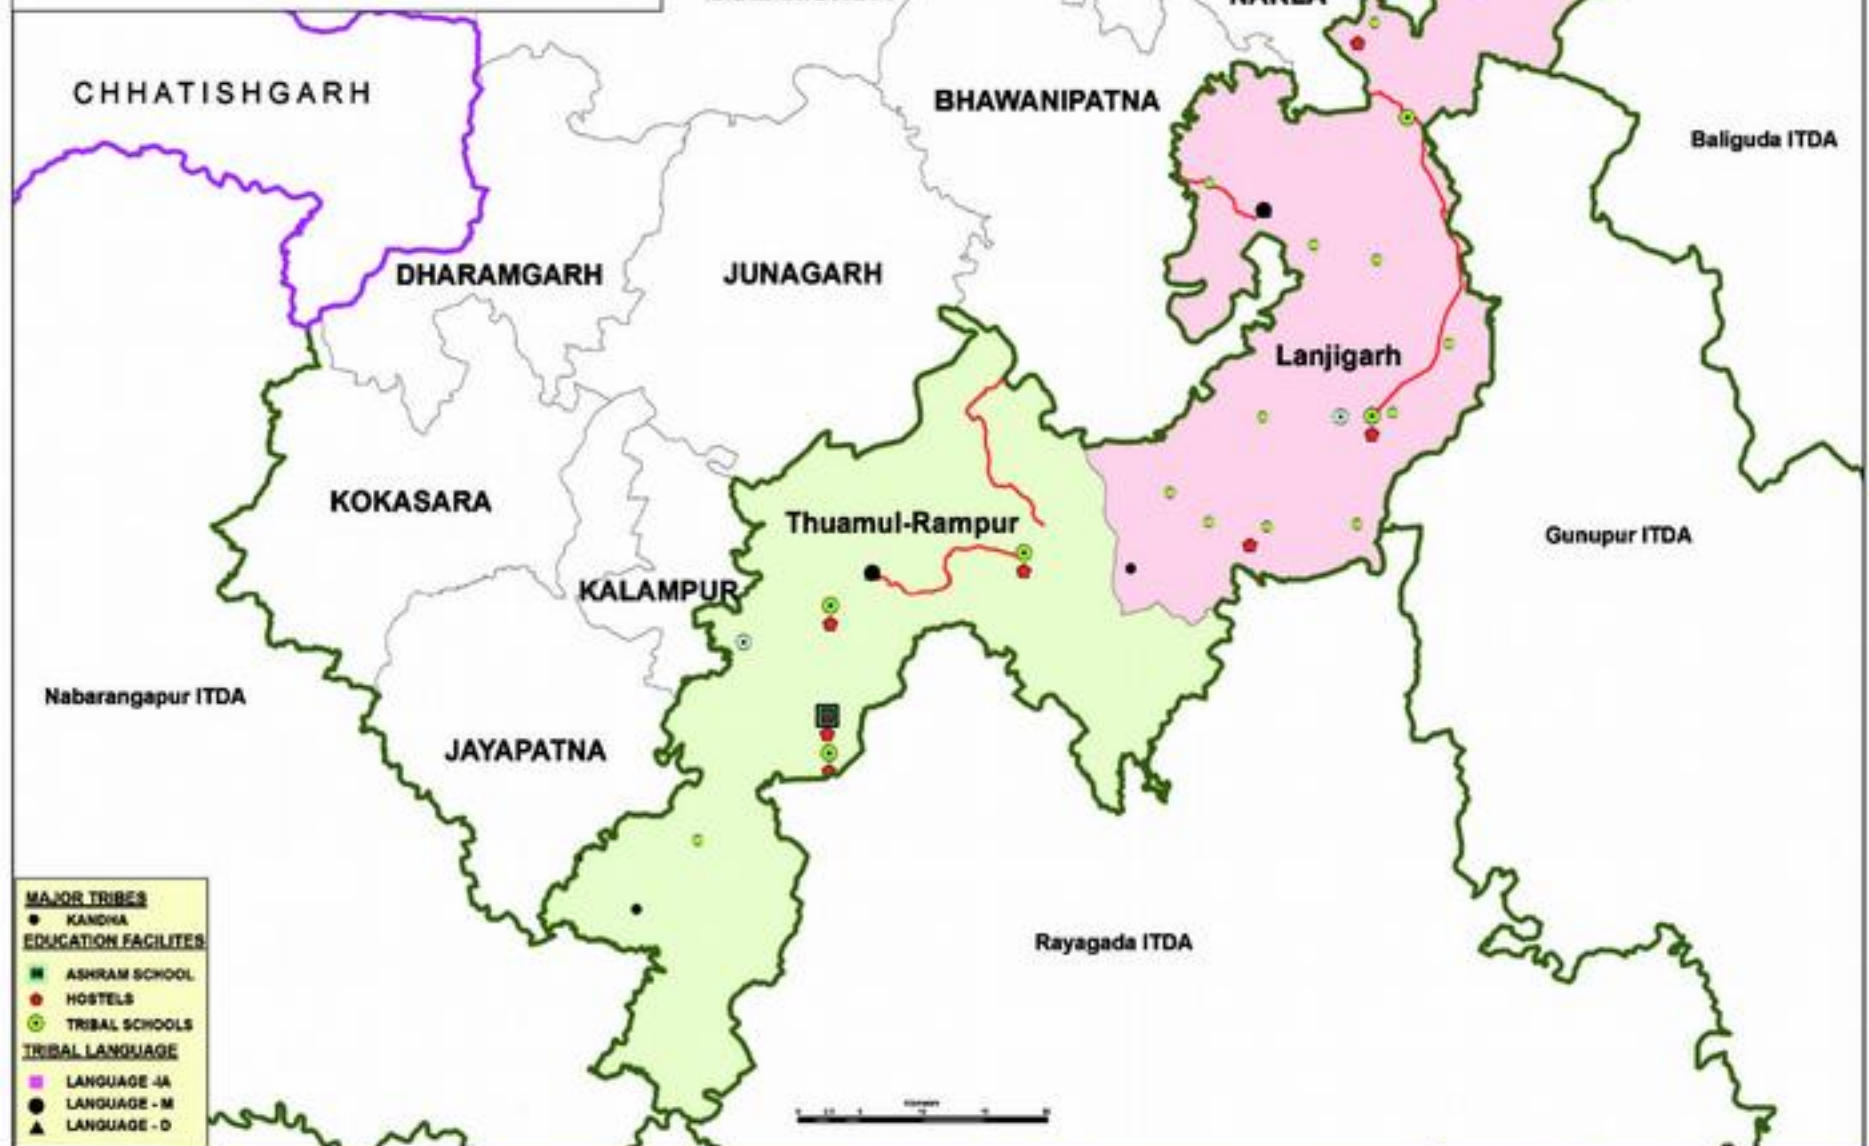 CHHATISHGARH
BHAWANIPATNA
Baliguda ITDA
DHARAMGARH
JUNAGARH
Lanjigarh
KOKASARA
Thuamul-Rampur
Gunupur ITDA
KALAMPUR
Nabarangapur ITDA
JAYAPATNA
Rayagada ITDA
MAJOR TRIBES
KANDHA
EDUCATION FACILITES
ASHRAM SCHOOL
HOSTELS
TRIBAL SCHOOLS
TRIBAL LANGUAGE
LANGUAGE -IA
LANGUAGE - M
LANGUAGE - D